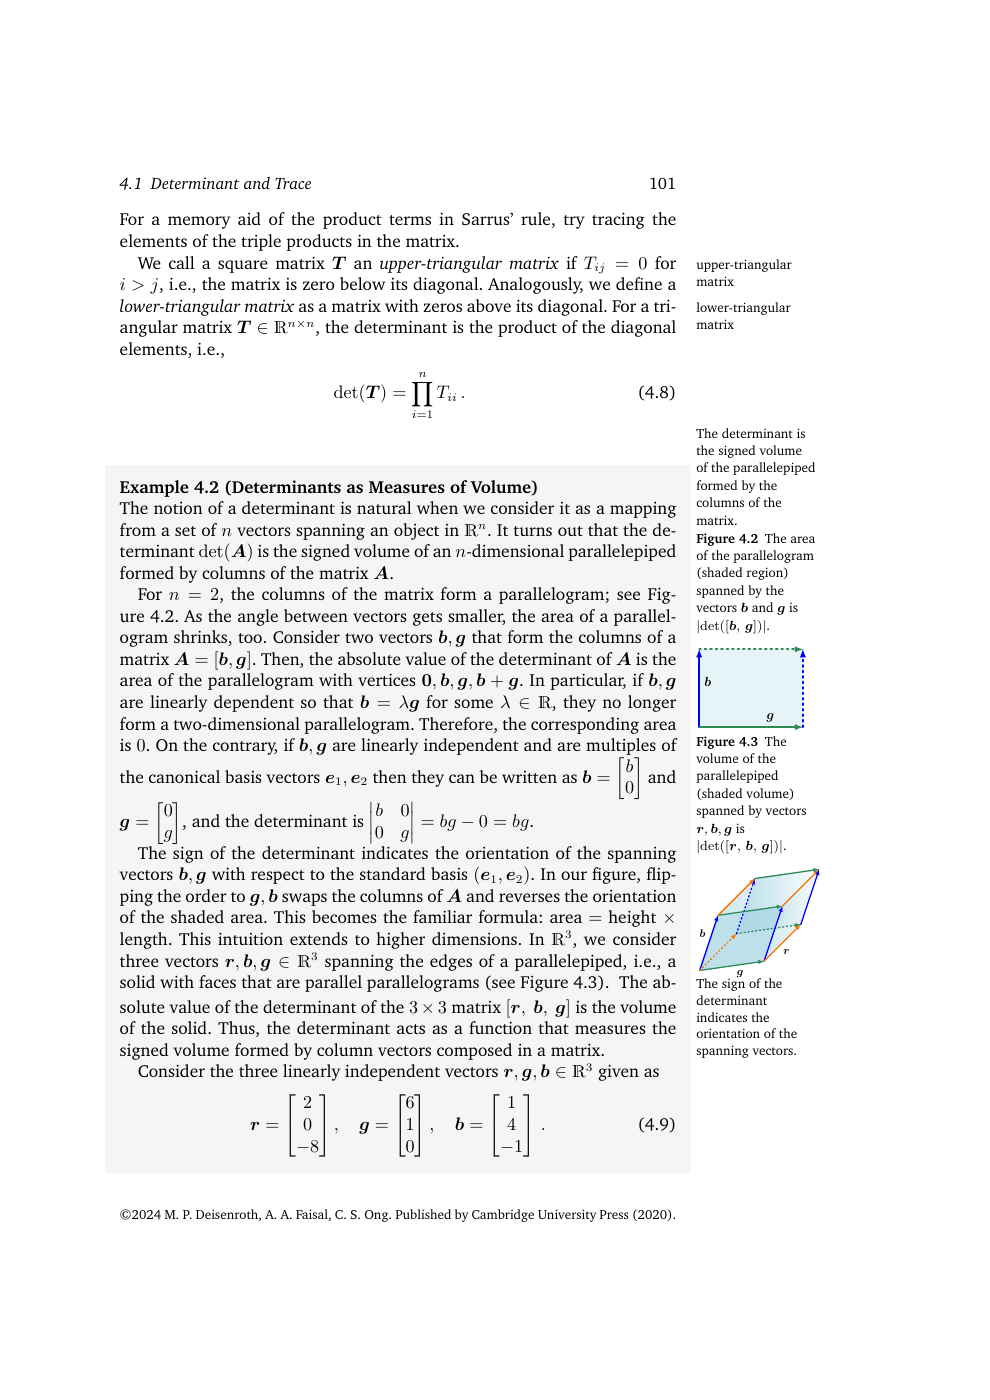 4.1 Determinant and Trace 101
For a memory aid of the product terms in Sarrus’ rule, try tracing the
elements of the triple products in the matrix.
We call a square matrix T an upper-triangular matrix if T_{ij} = 0 for
i > j, i.e., the matrix is zero below its diagonal. Analogously, we define a
lower-triangular matrix as a matrix with zeros above its diagonal. For a tri-
angular matrix T ∈ ℝ^{n×n}, the determinant is the product of the diagonal
elements, i.e.,
det(T) = ∏_{i=1}^{n} T_{ii} . (4.8)
upper-triangular
matrix
lower-triangular
matrix
Example 4.2 (Determinants as Measures of Volume)
The notion of a determinant is natural when we consider it as a mapping
from a set of n vectors spanning an object in ℝ^n. It turns out that the de-
terminant det(A) is the signed volume of an n-dimensional parallelepiped
formed by columns of the matrix A.
For n = 2, the columns of the matrix form a parallelogram; see Fig-
ure 4.2. As the angle between vectors gets smaller, the area of a parallel-
ogram shrinks, too. Consider two vectors b, g that form the columns of a
matrix A = [b, g]. Then, the absolute value of the determinant of A is the
area of the parallelogram with vertices 0, b, g, b + g. In particular, if b, g
are linearly dependent so that b = λg for some λ ∈ ℝ, they no longer
form a two-dimensional parallelogram. Therefore, the corresponding area
is 0. On the contrary, if b, g are linearly independent and are multiples of
the canonical basis vectors e_1, e_2 then they can be written as b = [b 0] and
g = [0 g], and the determinant is |b 0 0 g| = bg − 0 = bg.
The sign of the determinant indicates the orientation of the spanning
vectors b, g with respect to the standard basis (e_1, e_2). In our figure, flip-
ping the order to g, b swaps the columns of A and reverses the orientation
of the shaded area. This becomes the familiar formula: area = height ×
length. This intuition extends to higher dimensions. In ℝ^3, we consider
three vectors r, b, g ∈ ℝ^3 spanning the edges of a parallelepiped, i.e., a
solid with faces that are parallel parallelograms (see Figure 4.3). The ab-
solute value of the determinant of the 3 × 3 matrix [r, b, g] is the volume
of the solid. Thus, the determinant acts as a function that measures the
signed volume formed by column vectors composed in a matrix.
Consider the three linearly independent vectors r, g, b ∈ ℝ^3 given as
r = [2 0 −8] , g = [6 1 0] , b = [1 4 −1] . (4.9)
The determinant is
the signed volume
of the parallelepiped
formed by the
columns of the
matrix.
Figure 4.2 The area
of the parallelogram
(shaded region)
spanned by the
vectors b and g is
|det([b, g])|.
b
g
Figure 4.3 The
volume of the
parallelepiped
(shaded volume)
spanned by vectors
r, b, g is
|det([r, b, g])|.
b
r
g
The sign of the
determinant
indicates the
orientation of the
spanning vectors.
©2024 M. P. Deisenroth, A. A. Faisal, C. S. Ong. Published by Cambridge University Press (2020).